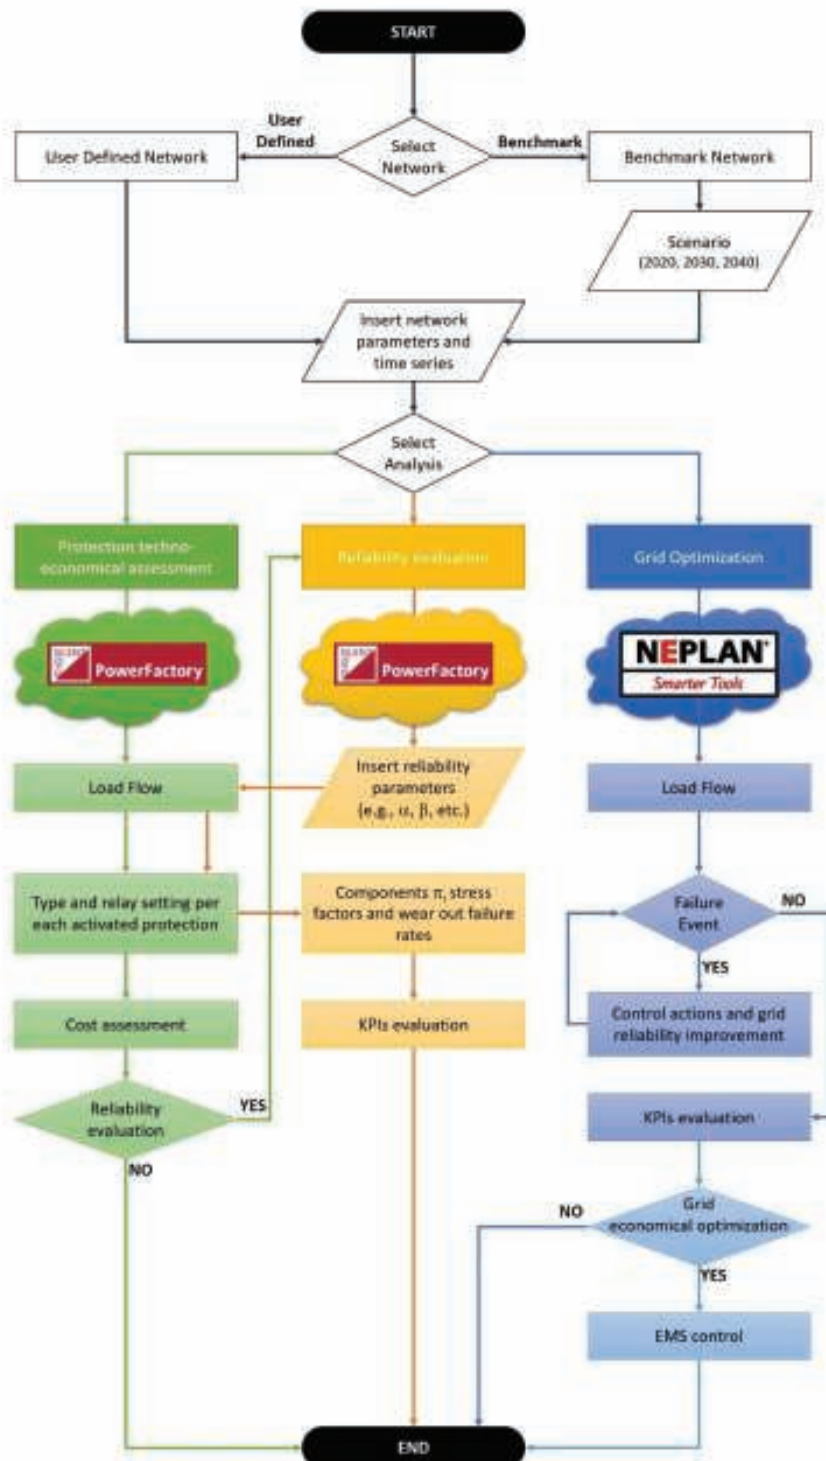 START
User
Defined
Select
Network
Benchmark
User Defined Network
Benchmark Network
Scenario
(2020, 2030, 2040)
Insert network
parameters and
time series
Select
Analysis
Protection techno-
economical assessment
Reliability evaluation
Grid Optimization
PowerFactory
PowerFactory
NEPLAN
Smarter Tools
Load Flow
Insert reliability
parameters
(e.g., α, β, etc.)
Load Flow
Type and relay setting per
each activated protection
Components π, stress
factors and wear out failure
rates
Failure
Event
NO
YES
Control actions and grid
reliability improvement
Cost assessment
KPIs evaluation
Reliability
evaluation
YES
NO
KPIs evaluation
Grid
economical optimization
NO
YES
EMS control
END